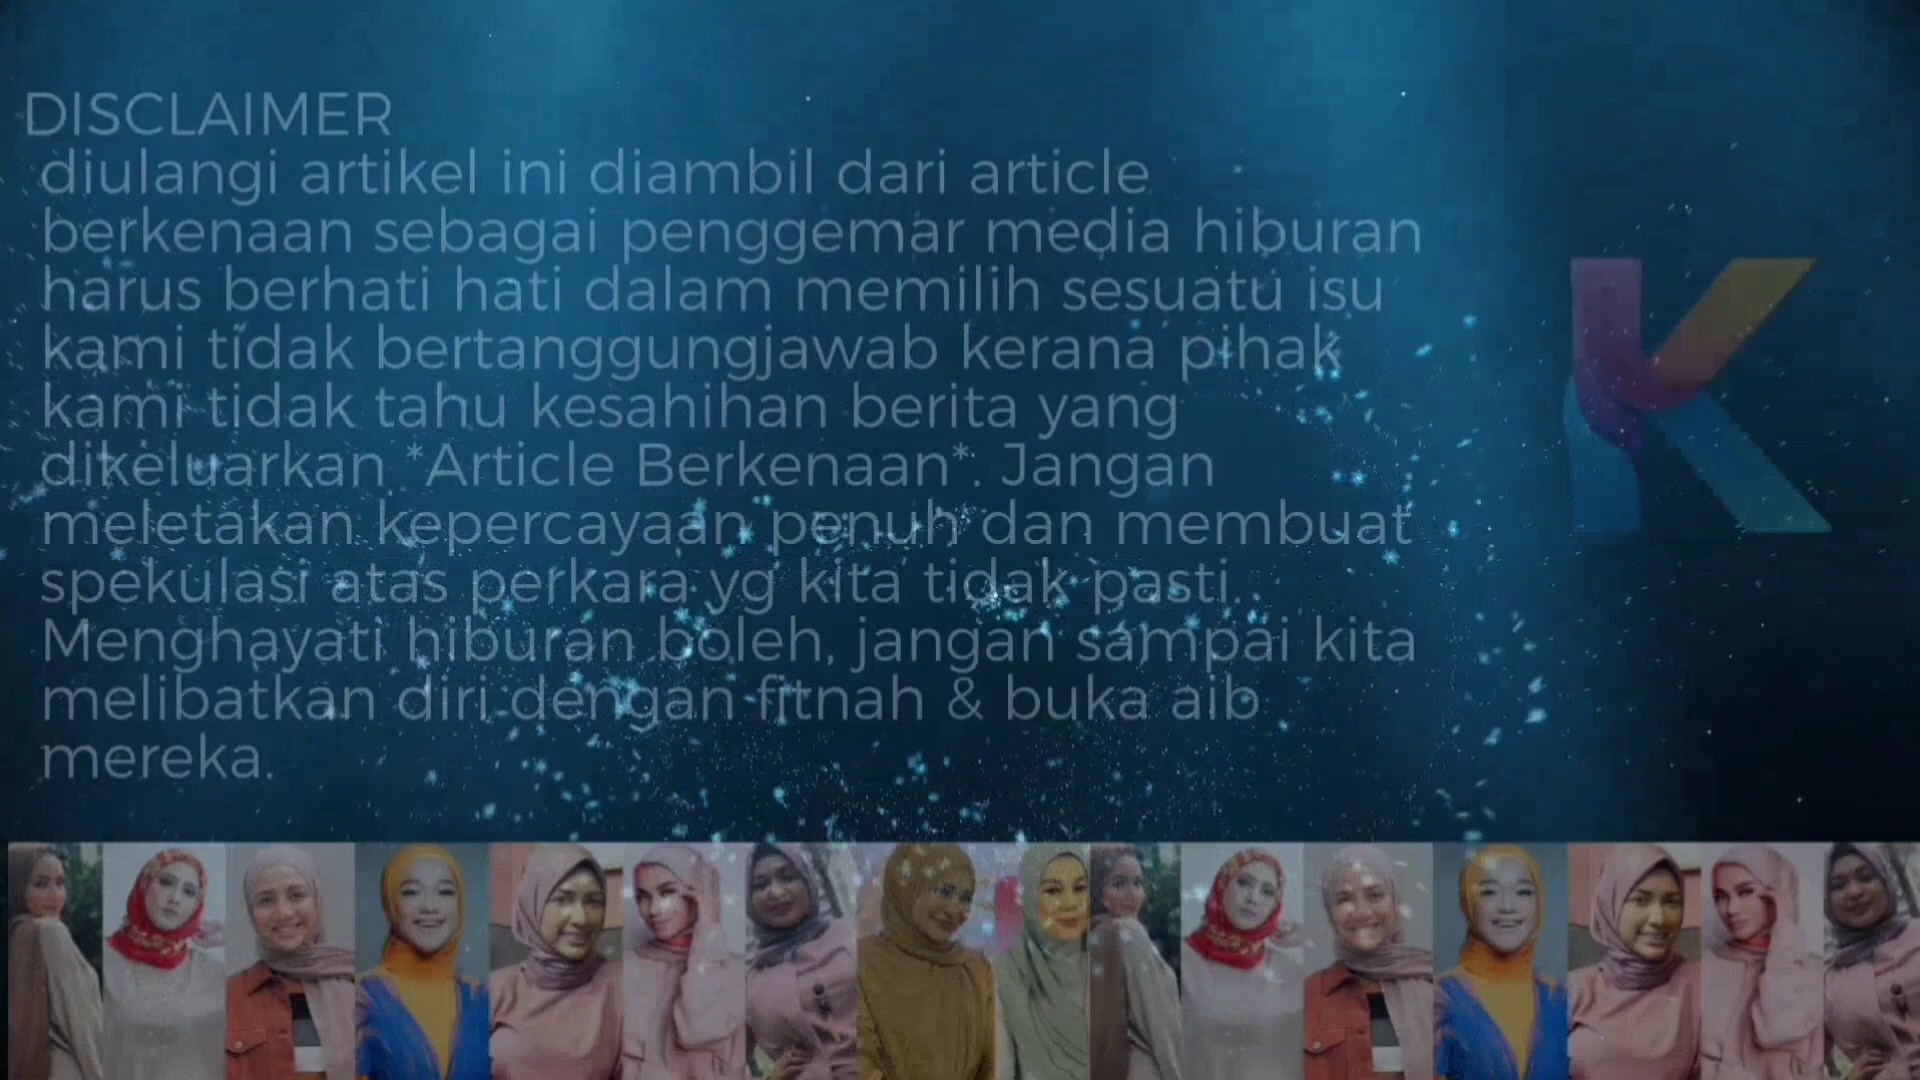 DISCLAIMER
diulangi artikel ini diambil dari article
berkenaan sebagai penggemar media hiburan
harus berhati hati dalam memilih sesuatu isu
kami tidak bertanggungjawab kerana pihak
kami tidak tahu kesahihan berita yang
dikeluarkan. *Article Berkenaan*. Jangan
meletakan kepercayaan penuh dan membuat
spekulasi atas perkara yg kita tidak pasti.
Menghayati hiburan boleh, jangan sampai kita
melibatkan diri dengan fitnah & buka aib
mereka.
K